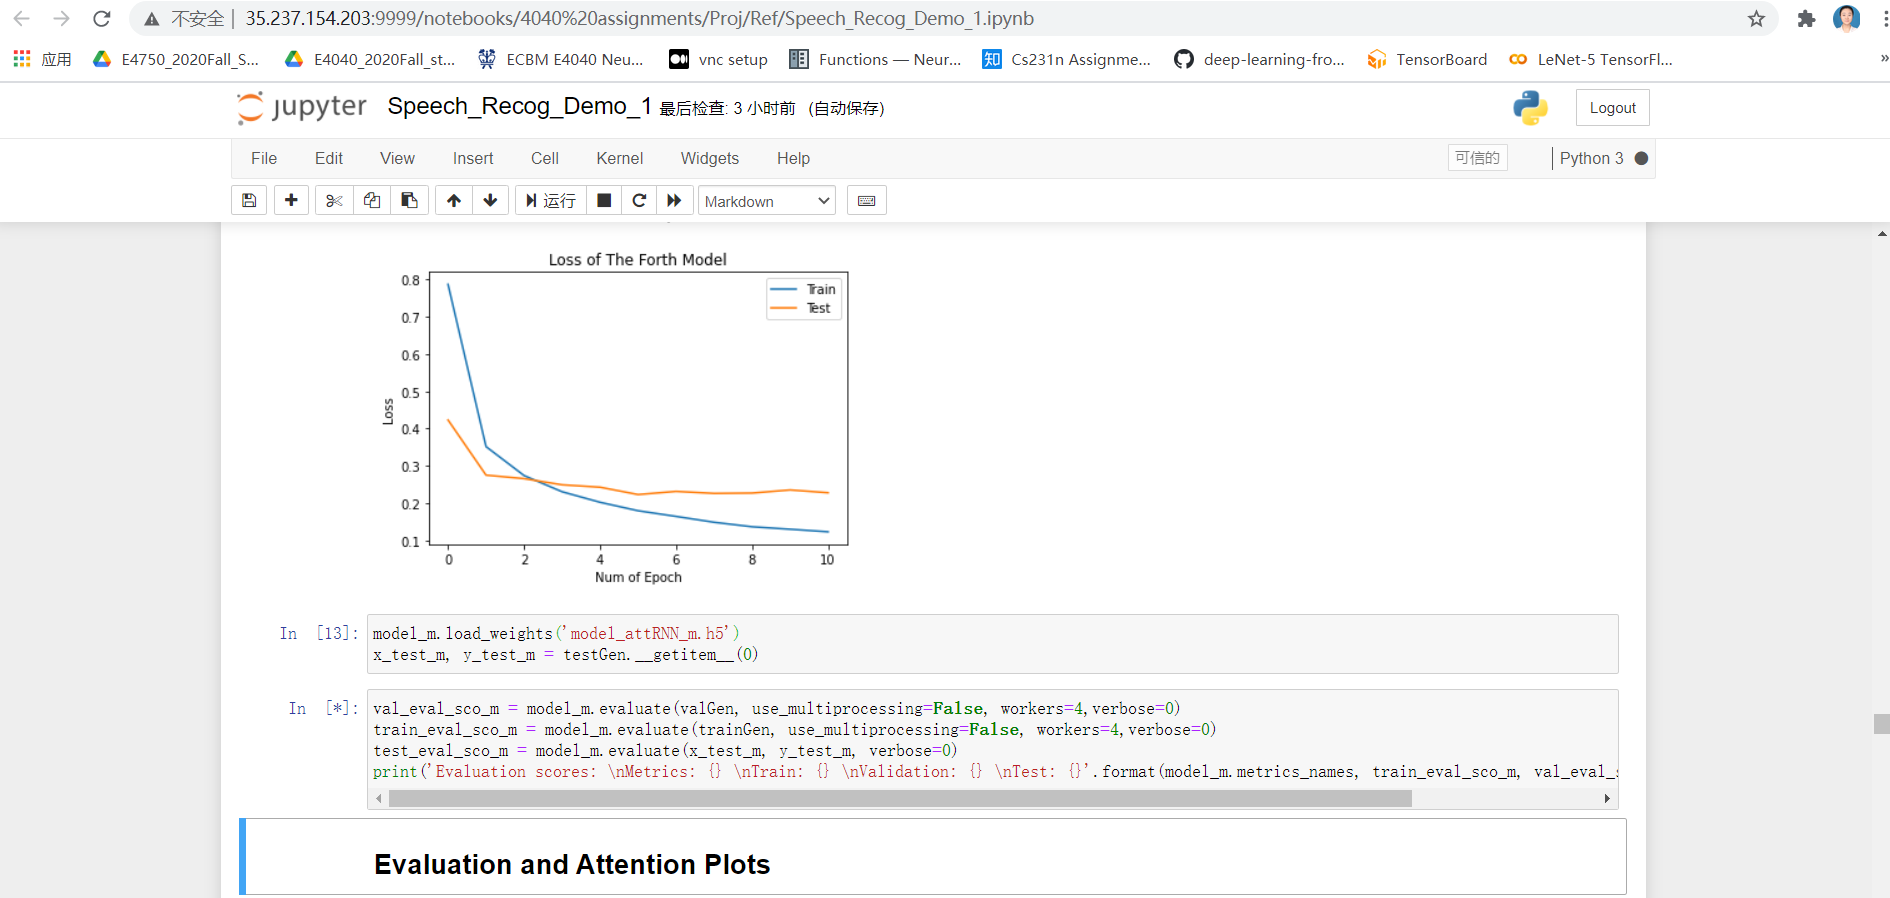 不安全 | 35.237.154.203:9999/notebooks/4040%20assignments/Proj/Ref/Speech_Recog_Demo_1.ipynb
应用 E4750_2020Fall_S... E4040_2020Fall_st... ECBM E4040 Neu... vnc setup Functions — Neur... 知 Cs231n Assignme... deep-learning-fro... TensorBoard LeNet-5 TensorFl... »
jupyter Speech_Recog_Demo_1 最后检查: 3 小时前 (自动保存) Logout
File Edit View Insert Cell Kernel Widgets Help 可信的 Python 3
运行 Markdown
Loss of The Forth Model
Train
Test
0.8
0.7
0.6
0.5
0.4
0.3
0.2
0.1
Loss
0 2 4 6 8 10
Num of Epoch
In [13]: model_m.load_weights('model_attRNN_m.h5')
x_test_m, y_test_m = testGen.__getitem__(0)
In [*]: val_eval_sco_m = model_m.evaluate(valGen, use_multiprocessing=False, workers=4,verbose=0)
train_eval_sco_m = model_m.evaluate(trainGen, use_multiprocessing=False, workers=4,verbose=0)
test_eval_sco_m = model_m.evaluate(x_test_m, y_test_m, verbose=0)
print('Evaluation scores: \nMetrics: {} \nTrain: {} \nValidation: {} \nTest: {}'.format(model_m.metrics_names, train_eval_sco_m, val_eval_s
Evaluation and Attention Plots